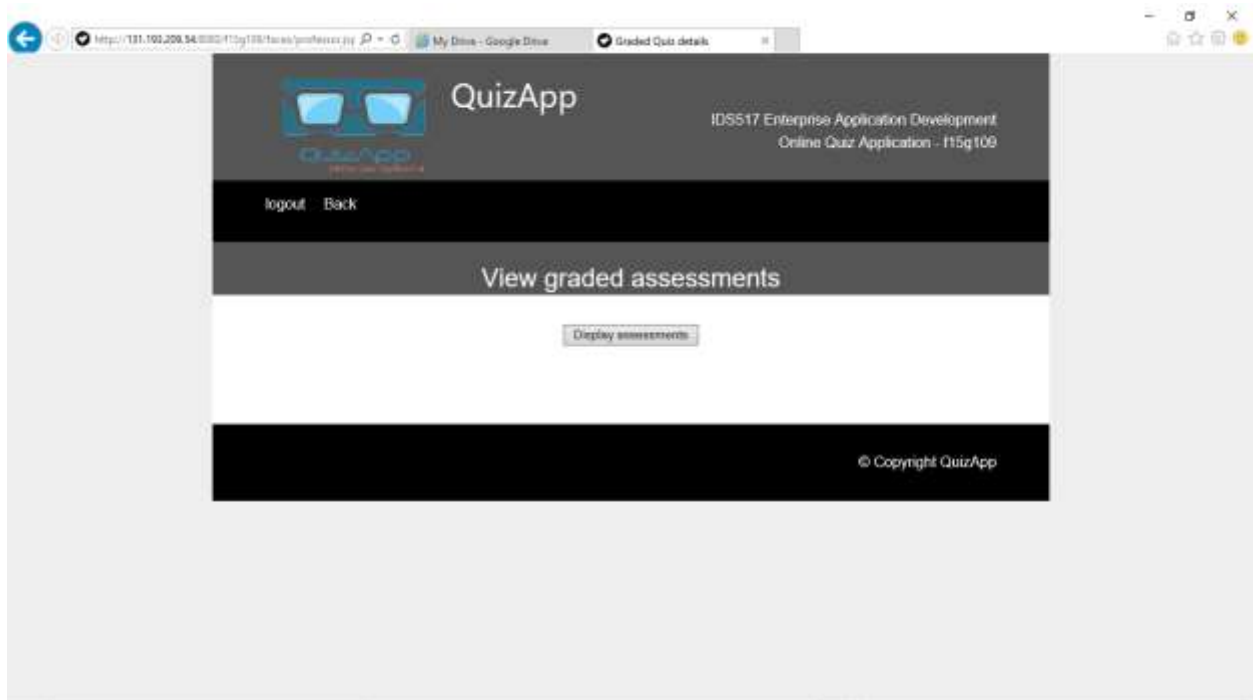 My Drive - Google Drive
Graded Quiz details
QuizApp
IDS517 Enterprise Application Development
Online Quiz Application - f15g109
QuizApp
logout Back
View graded assessments
Display assessments
© Copyright QuizApp